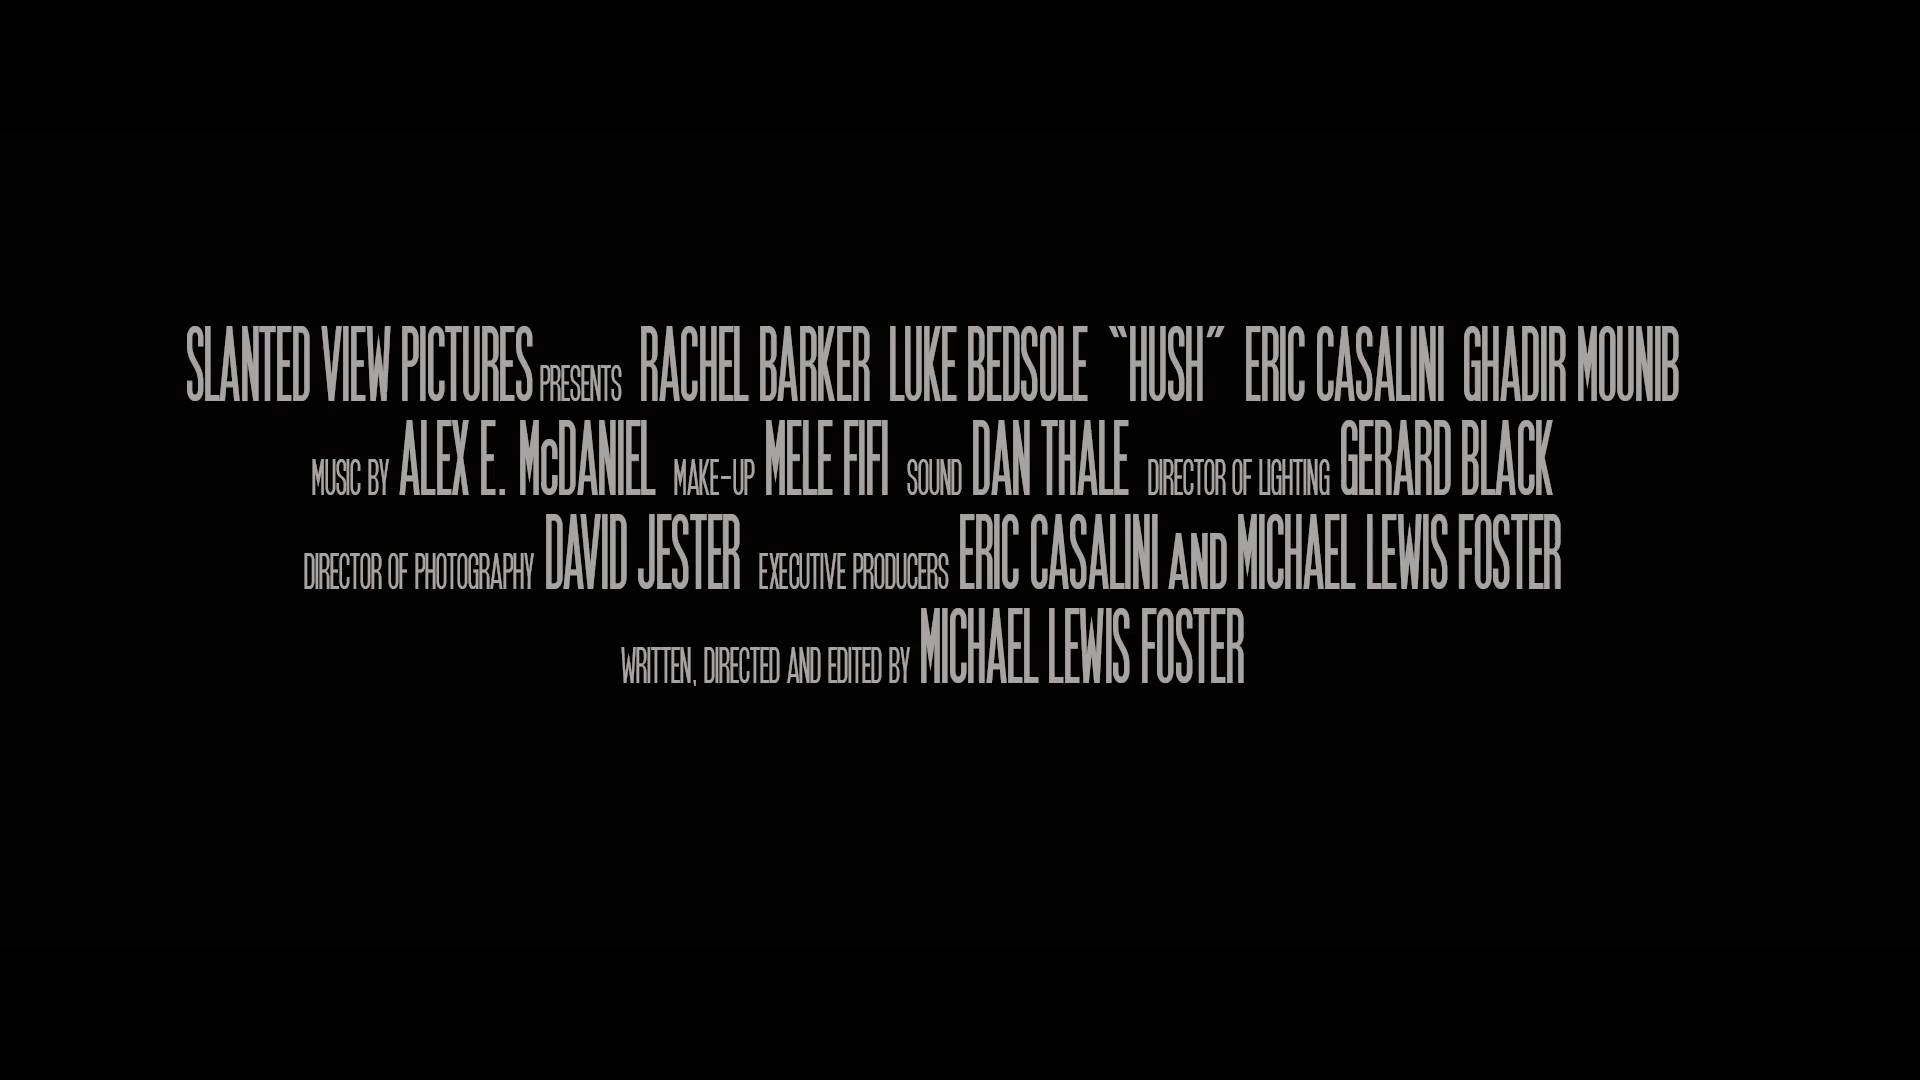 SLANTED VIEW PICTURES PRESENTS RACHEL BARKER LUKE BEDSOLE "HUSH" ERIC CASALINI GHADIR MOUNIB
MUSIC BY ALEX E. McDANIEL MAKE-UP MELE FIFI SOUND DAN THALE DIRECTOR OF LIGHTING GERARD BLACK
DIRECTOR OF PHOTOGRAPHY DAVID JESTER EXECUTIVE PRODUCERS ERIC CASALINI AND MICHAEL LEWIS FOSTER
WRITTEN, DIRECTED AND EDITED BY MICHAEL LEWIS FOSTER